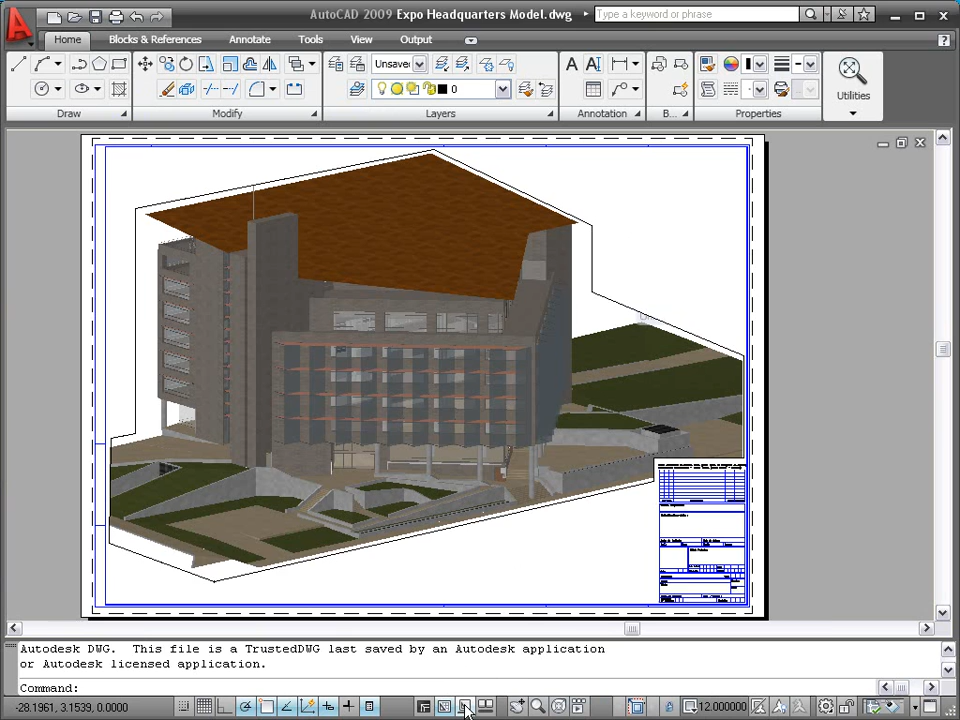 AutoCAD 2009 Expo Headquarters Model.dwg
Type a keyword or phrase
Home
Blocks & References
Annotate
Tools
View
Output
Unsave
0
Utilities
Draw
Modify
Layers
Annotation
B...
Properties
Autodesk DWG.  This file is a TrustedDWG last saved by an Autodesk application
or Autodesk licensed application.
Command:
-28.1961, 3.1539, 0.0000
12.000000